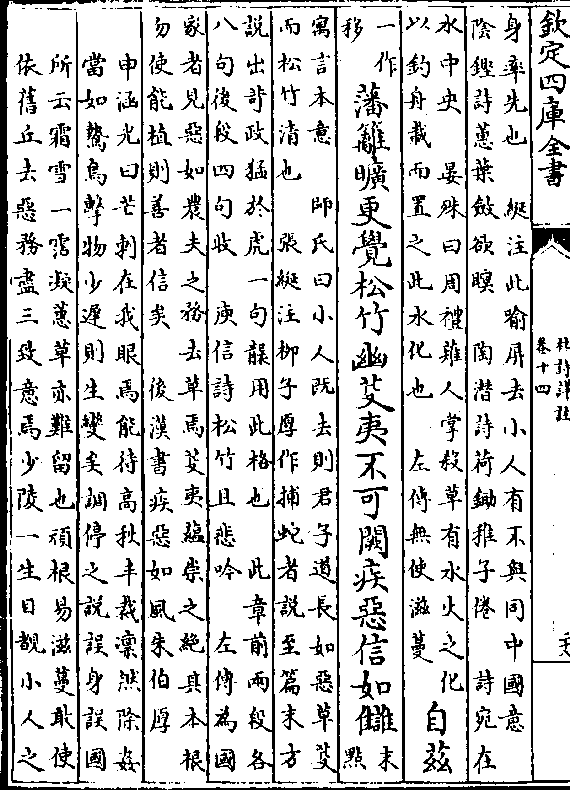 欽定四庫全書
杜詩詳註
卷十四
身率先也 綖注此喻屏去小人有不與同中國意
陰鏗詩蕙葉斂欲暝 陶潛詩荷鋤稚子倦 詩宛在
水中央 晏殊曰周禮薙人掌殺草有水火之化
以釣舟載而置之此水化也 左傳無使滋蔓
自茲
一作
移
藩籬曠更覺松竹幽芟夷不可闕疾惡信如讎
末
點
寓言本意 師氏曰小人既去則君子道長如惡草芟
而松竹清也 張綖注柳子厚作捕蛇者說至篇末方
說出苛政猛於虎一句用此格也 此章前兩段各
八句後段四句收 庾信詩松竹且悲吟 左傳為國
家者見惡如農夫之務去草焉芟夷蘊崇之絕其本根
勿使能植則善者信矣 後漢書疾惡如風朱伯厚
申涵光曰芒刺在我眼焉能待高秋丰裁凜然除姦
當如鷙鳥擊物少遲則生變矣調停之說誤身誤國
所云霜雪一霑凝蕙草亦難留也頑根易滋蔓敢使
依舊丘去惡務盡三致意焉少陵一生目覩小人之